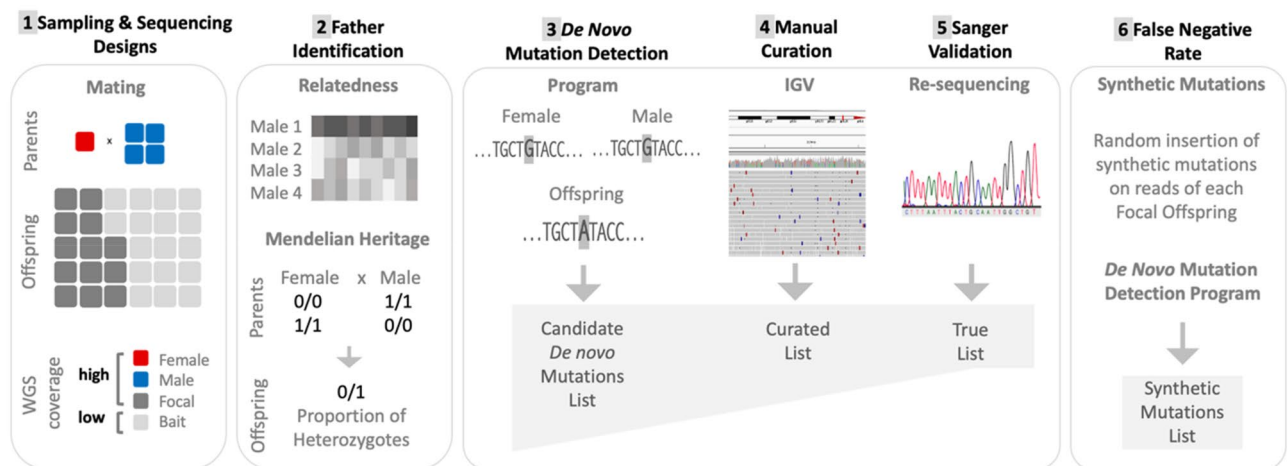 1 Sampling & Sequencing
Designs
Mating
Parents
x
Offspring
WGS
coverage
high
low
Female
Male
Focal
Bait
2 Father
Identification
Relatedness
Male 1
Male 2
Male 3
Male 4
Mendelian Heritage
Parents
Female x Male
0/0 1/1
1/1 0/0
Offspring
0/1
Proportion of
Heterozygotes
3 De Novo
Mutation Detection
Program
Female
...TGCTGTACC...
Male
...TGCTGTACC...
Offspring
...TGCTATACC...
Candidate
De novo
Mutations
List
4 Manual
Curation
IGV
Curated
List
5 Sanger
Validation
Re-sequencing
True
List
6 False Negative
Rate
Synthetic Mutations
Random insertion of
synthetic mutations
on reads of each
Focal Offspring
De Novo Mutation
Detection Program
Synthetic
Mutations
List